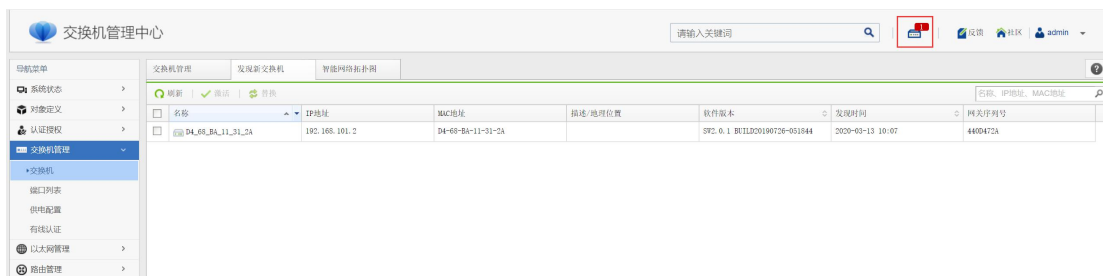 交换机管理中心
请输入关键词
1
反馈
社区
admin
导航菜单
交换机管理
发现新交换机
智能网络拓扑图
系统状态
刷新
激活
替换
名称、IP地址、MAC地址
对象定义
名称
IP地址
MAC地址
描述/地理位置
软件版本
发现时间
网关序列号
认证授权
D4_68_BA_11_31_2A
192.168.101.2
D4-68-BA-11-31-2A
SW2.0.1 BUILD20190726-051844
2020-03-13 10:07
440D472A
交换机管理
交换机
端口列表
供电配置
有线认证
以太网管理
路由管理